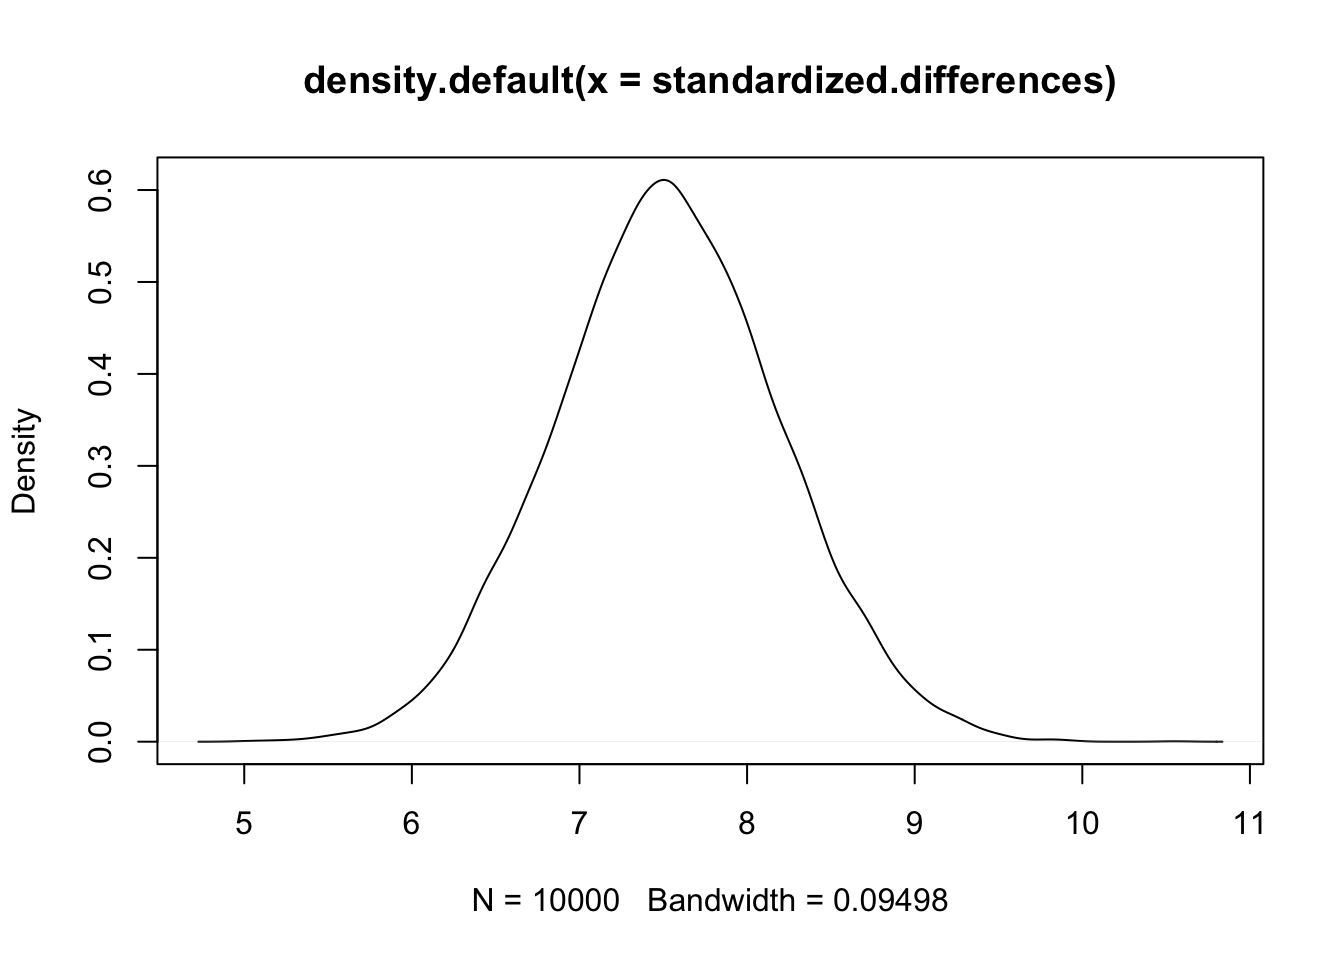 density.default(x = standardized.differences)
Density
0.6
0.5
0.4
0.3
0.2
0.1
0.0
5 6 7 8 9 10 11
N = 10000 Bandwidth = 0.09498